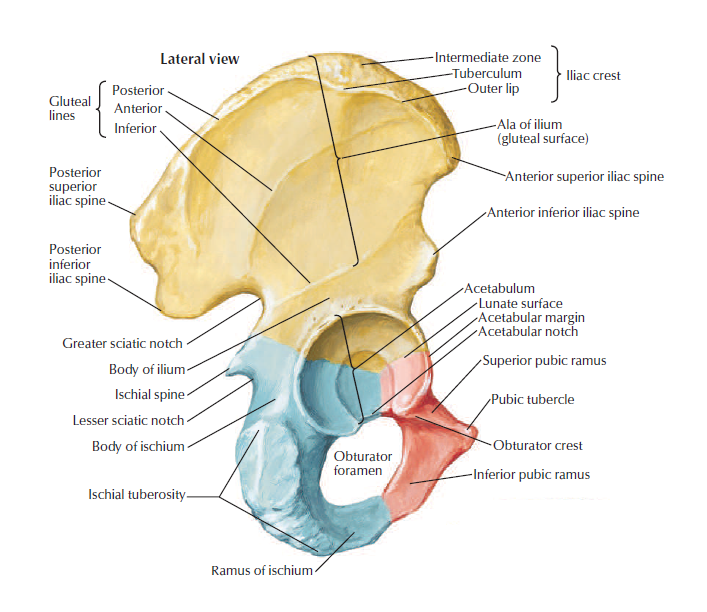 Lateral view
Intermediate zone
Tuberculum
Outer lip
Iliac crest
Gluteal
lines
Posterior
Anterior
Inferior
Ala of ilium
(gluteal surface)
Posterior
superior
iliac spine
Anterior superior iliac spine
Anterior inferior iliac spine
Posterior
inferior
iliac spine
Acetabulum
Lunate surface
Acetabular margin
Acetabular notch
Greater sciatic notch
Body of ilium
Superior pubic ramus
Ischial spine
Pubic tubercle
Lesser sciatic notch
Body of ischium
Obturator crest
Obturator
foramen
Inferior pubic ramus
Ischial tuberosity
Ramus of ischium